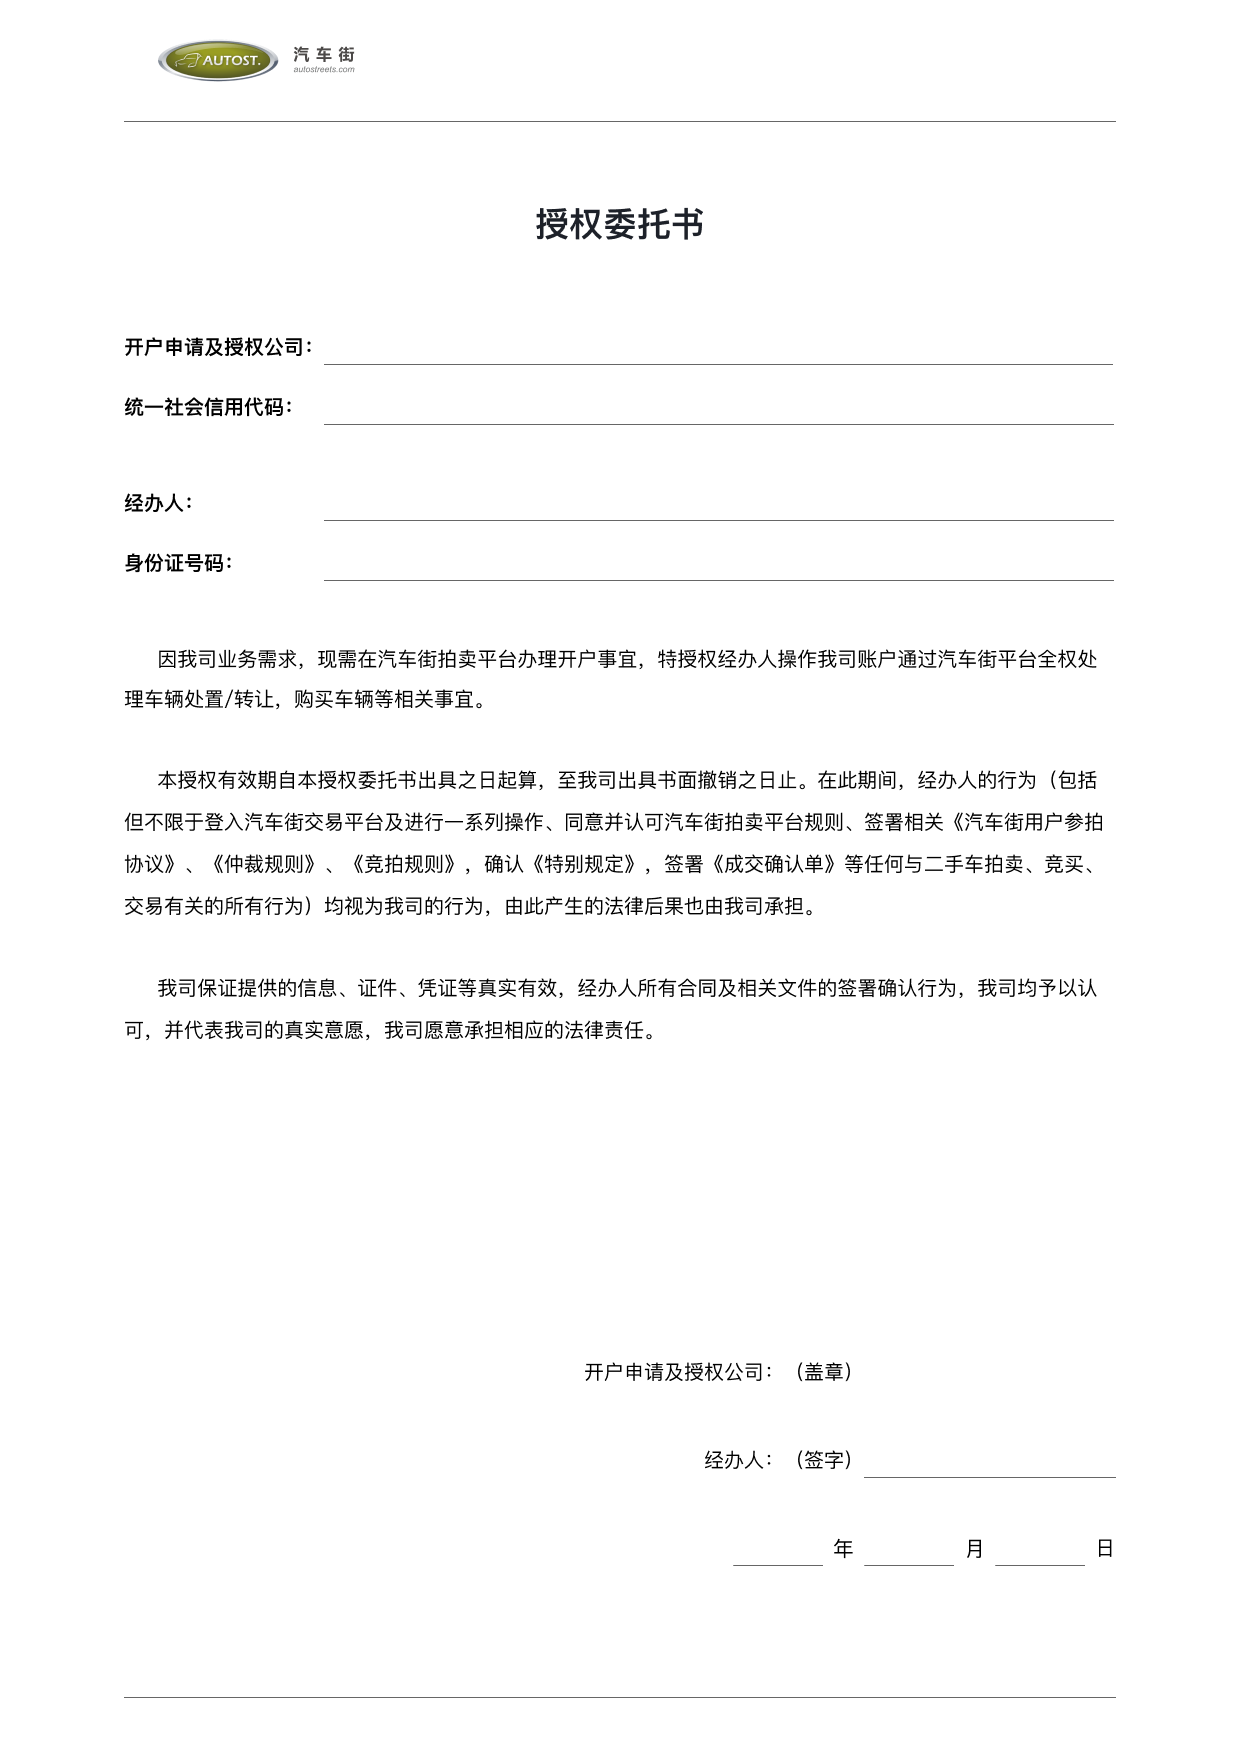 AUTOST.
汽车街
autostreets.com
授权委托书
开户申请及授权公司：
统一社会信用代码：
经办人：
身份证号码：
因我司业务需求，现需在汽车街拍卖平台办理开户事宜，特授权经办人操作我司账户通过汽车街平台全权处
理车辆处置/转让，购买车辆等相关事宜。
本授权有效期自本授权委托书出具之日起算，至我司出具书面撤销之日止。在此期间，经办人的行为（包括
但不限于登入汽车街交易平台及进行一系列操作、同意并认可汽车街拍卖平台规则、签署相关《汽车街用户参拍
协议》、《仲裁规则》、《竞拍规则》，确认《特别规定》，签署《成交确认单》等任何与二手车拍卖、竞买、
交易有关的所有行为）均视为我司的行为，由此产生的法律后果也由我司承担。
我司保证提供的信息、证件、凭证等真实有效，经办人所有合同及相关文件的签署确认行为，我司均予以认
可，并代表我司的真实意愿，我司愿意承担相应的法律责任。
开户申请及授权公司：（盖章）
经办人：（签字）
年 月 日